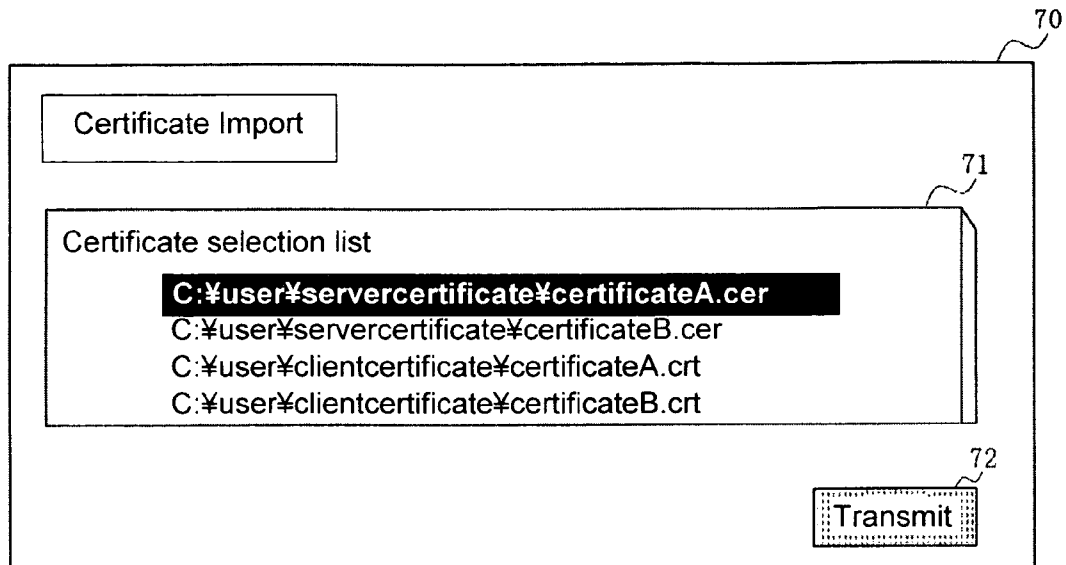 70
Certificate Import
71
Certificate selection list
C:¥user¥servercertificate¥certificateA.cer
C:¥user¥servercertificate¥certificateB.cer
C:¥user¥clientcertificate¥certificateA.crt
C:¥user¥clientcertificate¥certificateB.crt
72
Transmit